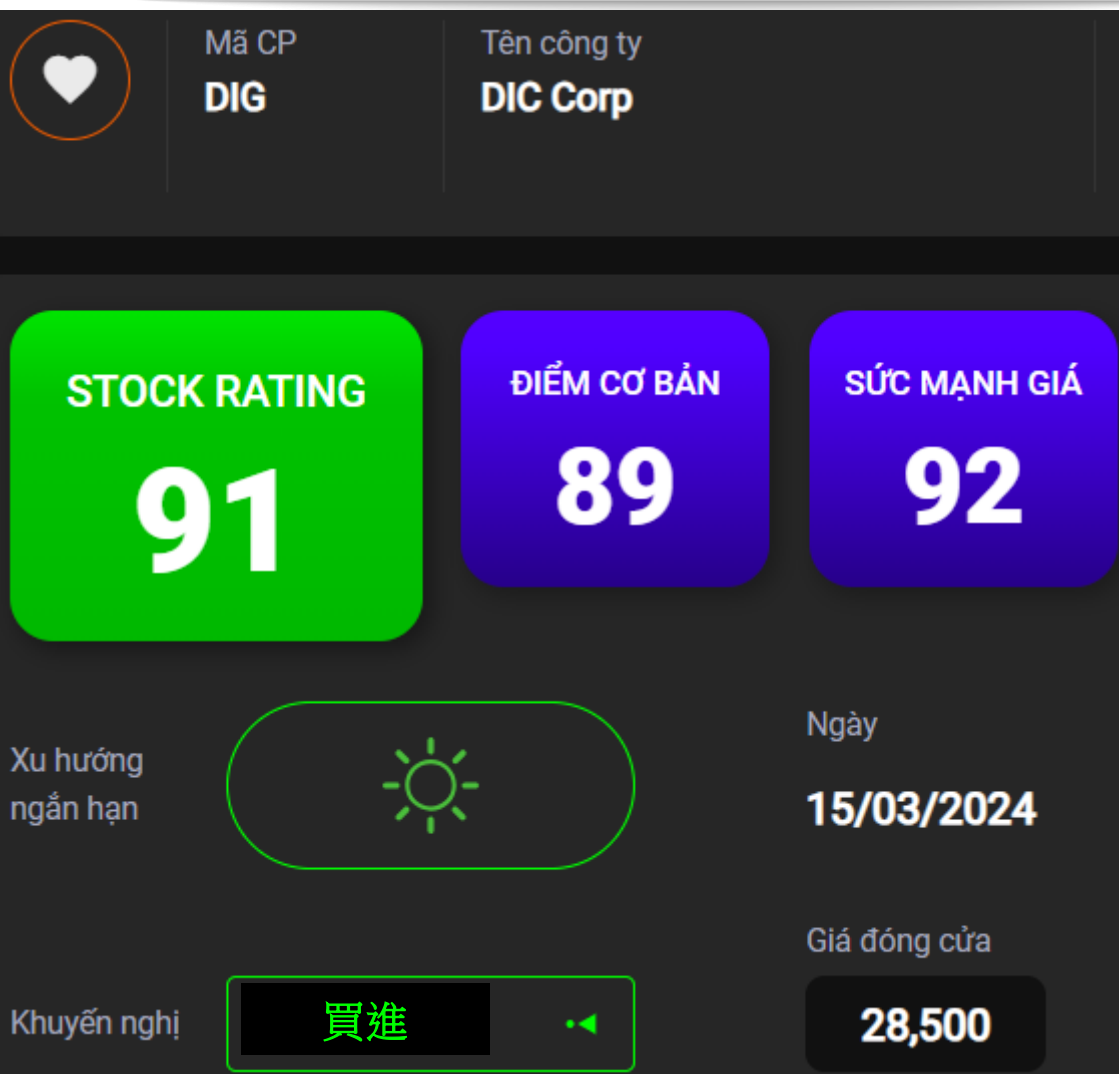 Mã CP
DIG
Tên công ty
DIC Corp
STOCK RATING
91
ĐIỂM CƠ BẢN
89
SỨC MẠNH GIÁ
92
Xu hướng
ngắn hạn
Ngày
15/03/2024
Khuyến nghị
買進
Giá đóng cửa
28,500